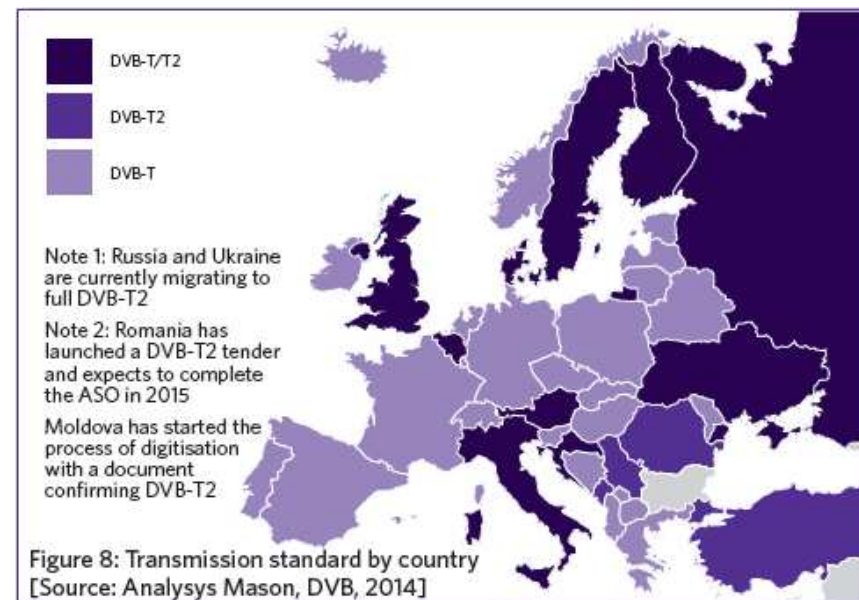 DVB-T/T2
DVB-T2
DVB-T
Note 1: Russia and Ukraine
are currently migrating to
full DVB-T2
Note 2: Romania has
launched a DVB-T2 tender
and expects to complete
the ASO in 2015
Moldova has started the
process of digitisation
with a document
confirming DVB-T2
Figure 8: Transmission standard by country
[Source: Analysys Mason, DVB, 2014]